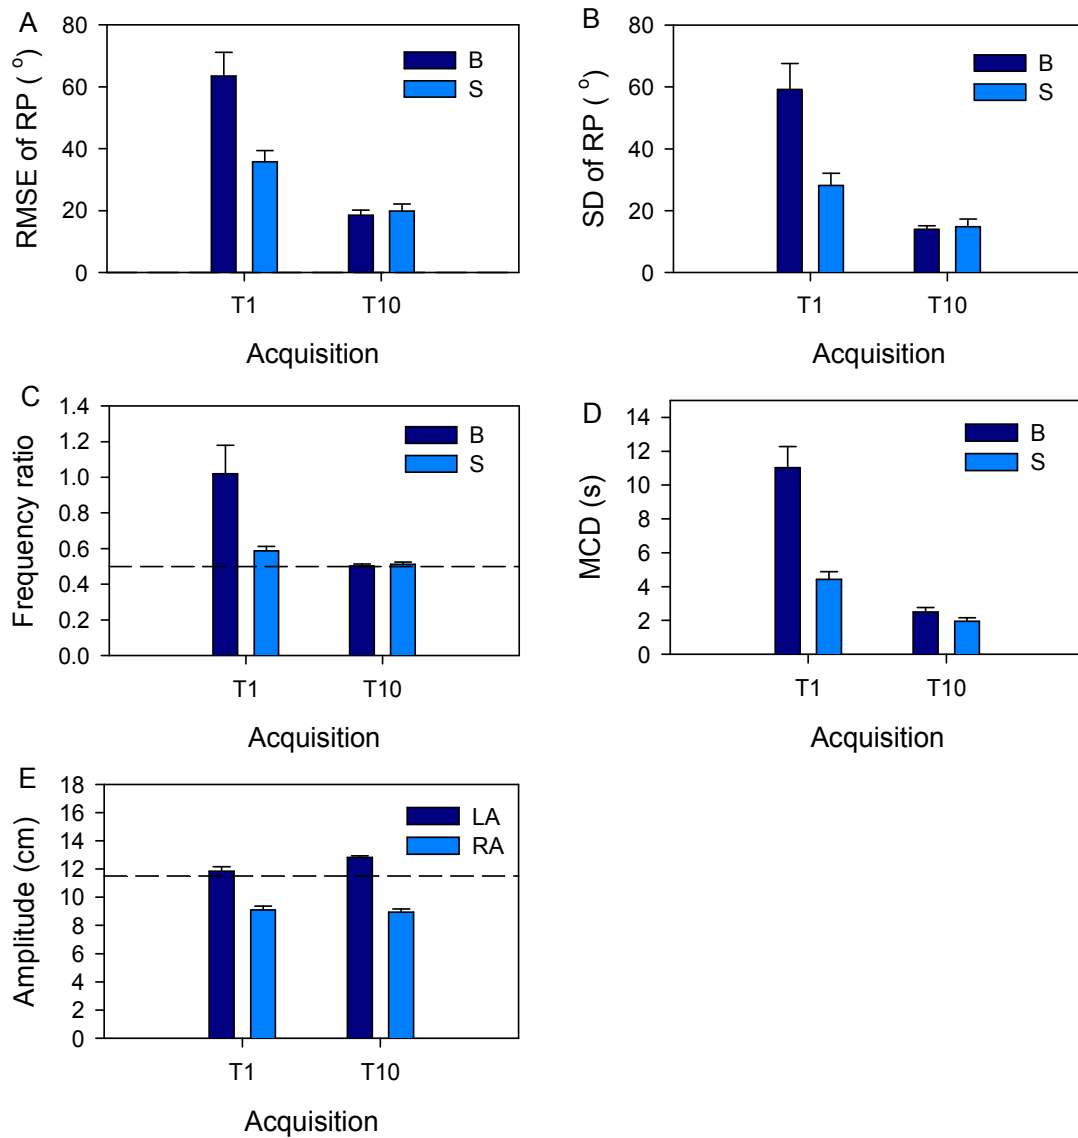 A
RMSE of RP ( °)
80
60
40
20
0
B
S
T1
T10
Acquisition
B
SD of RP ( °)
80
60
40
20
0
B
S
T1
T10
Acquisition
C
Frequency ratio
1.4
1.2
1.0
0.8
0.6
0.4
0.2
0.0
B
S
T1
T10
Acquisition
D
MCD (s)
14
12
10
8
6
4
2
0
B
S
T1
T10
Acquisition
E
Amplitude (cm)
18
16
14
12
10
8
6
4
2
0
LA
RA
T1
T10
Acquisition